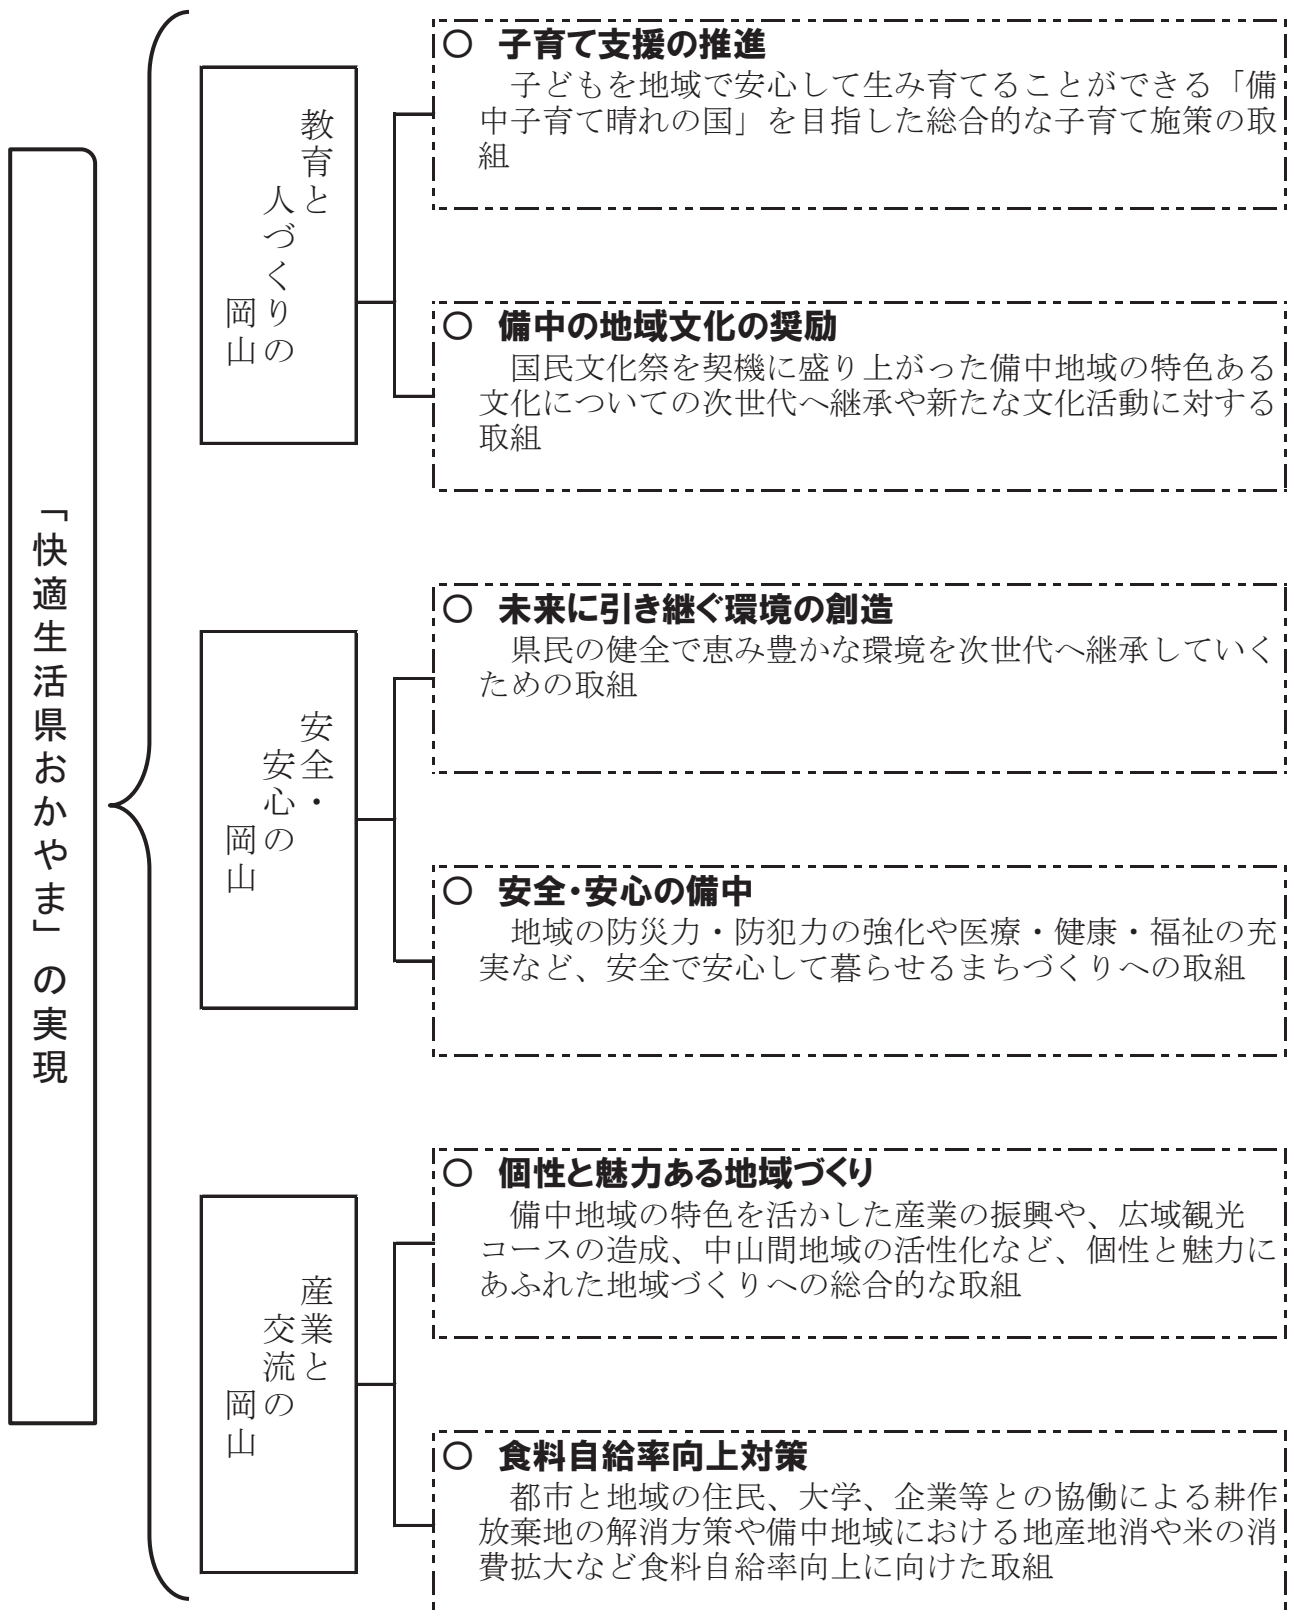 「快適生活県おかやま」の実現
教育と
人づくりの
岡山
○ 子育て支援の推進
子どもを地域で安心して生み育てることができる「備
中子育て晴れの国」を目指した総合的な子育て施策の取
組
○ 備中の地域文化の奨励
国民文化祭を契機に盛り上がった備中地域の特色ある
文化についての次世代へ継承や新たな文化活動に対する
取組
安全・
安心の
岡山
○ 未来に引き継ぐ環境の創造
県民の健全で恵み豊かな環境を次世代へ継承していく
ための取組
○ 安全・安心の備中
地域の防災力・防犯力の強化や医療・健康・福祉の充
実など、安全で安心して暮らせるまちづくりへの取組
産業と
交流の
岡山
○ 個性と魅力ある地域づくり
備中地域の特色を活かした産業の振興や、広域観光
コースの造成、中山間地域の活性化など、個性と魅力に
あふれた地域づくりへの総合的な取組
○ 食料自給率向上対策
都市と地域の住民、大学、企業等との協働による耕作
放棄地の解消方策や備中地域における地産地消や米の消
費拡大など食料自給率向上に向けた取組